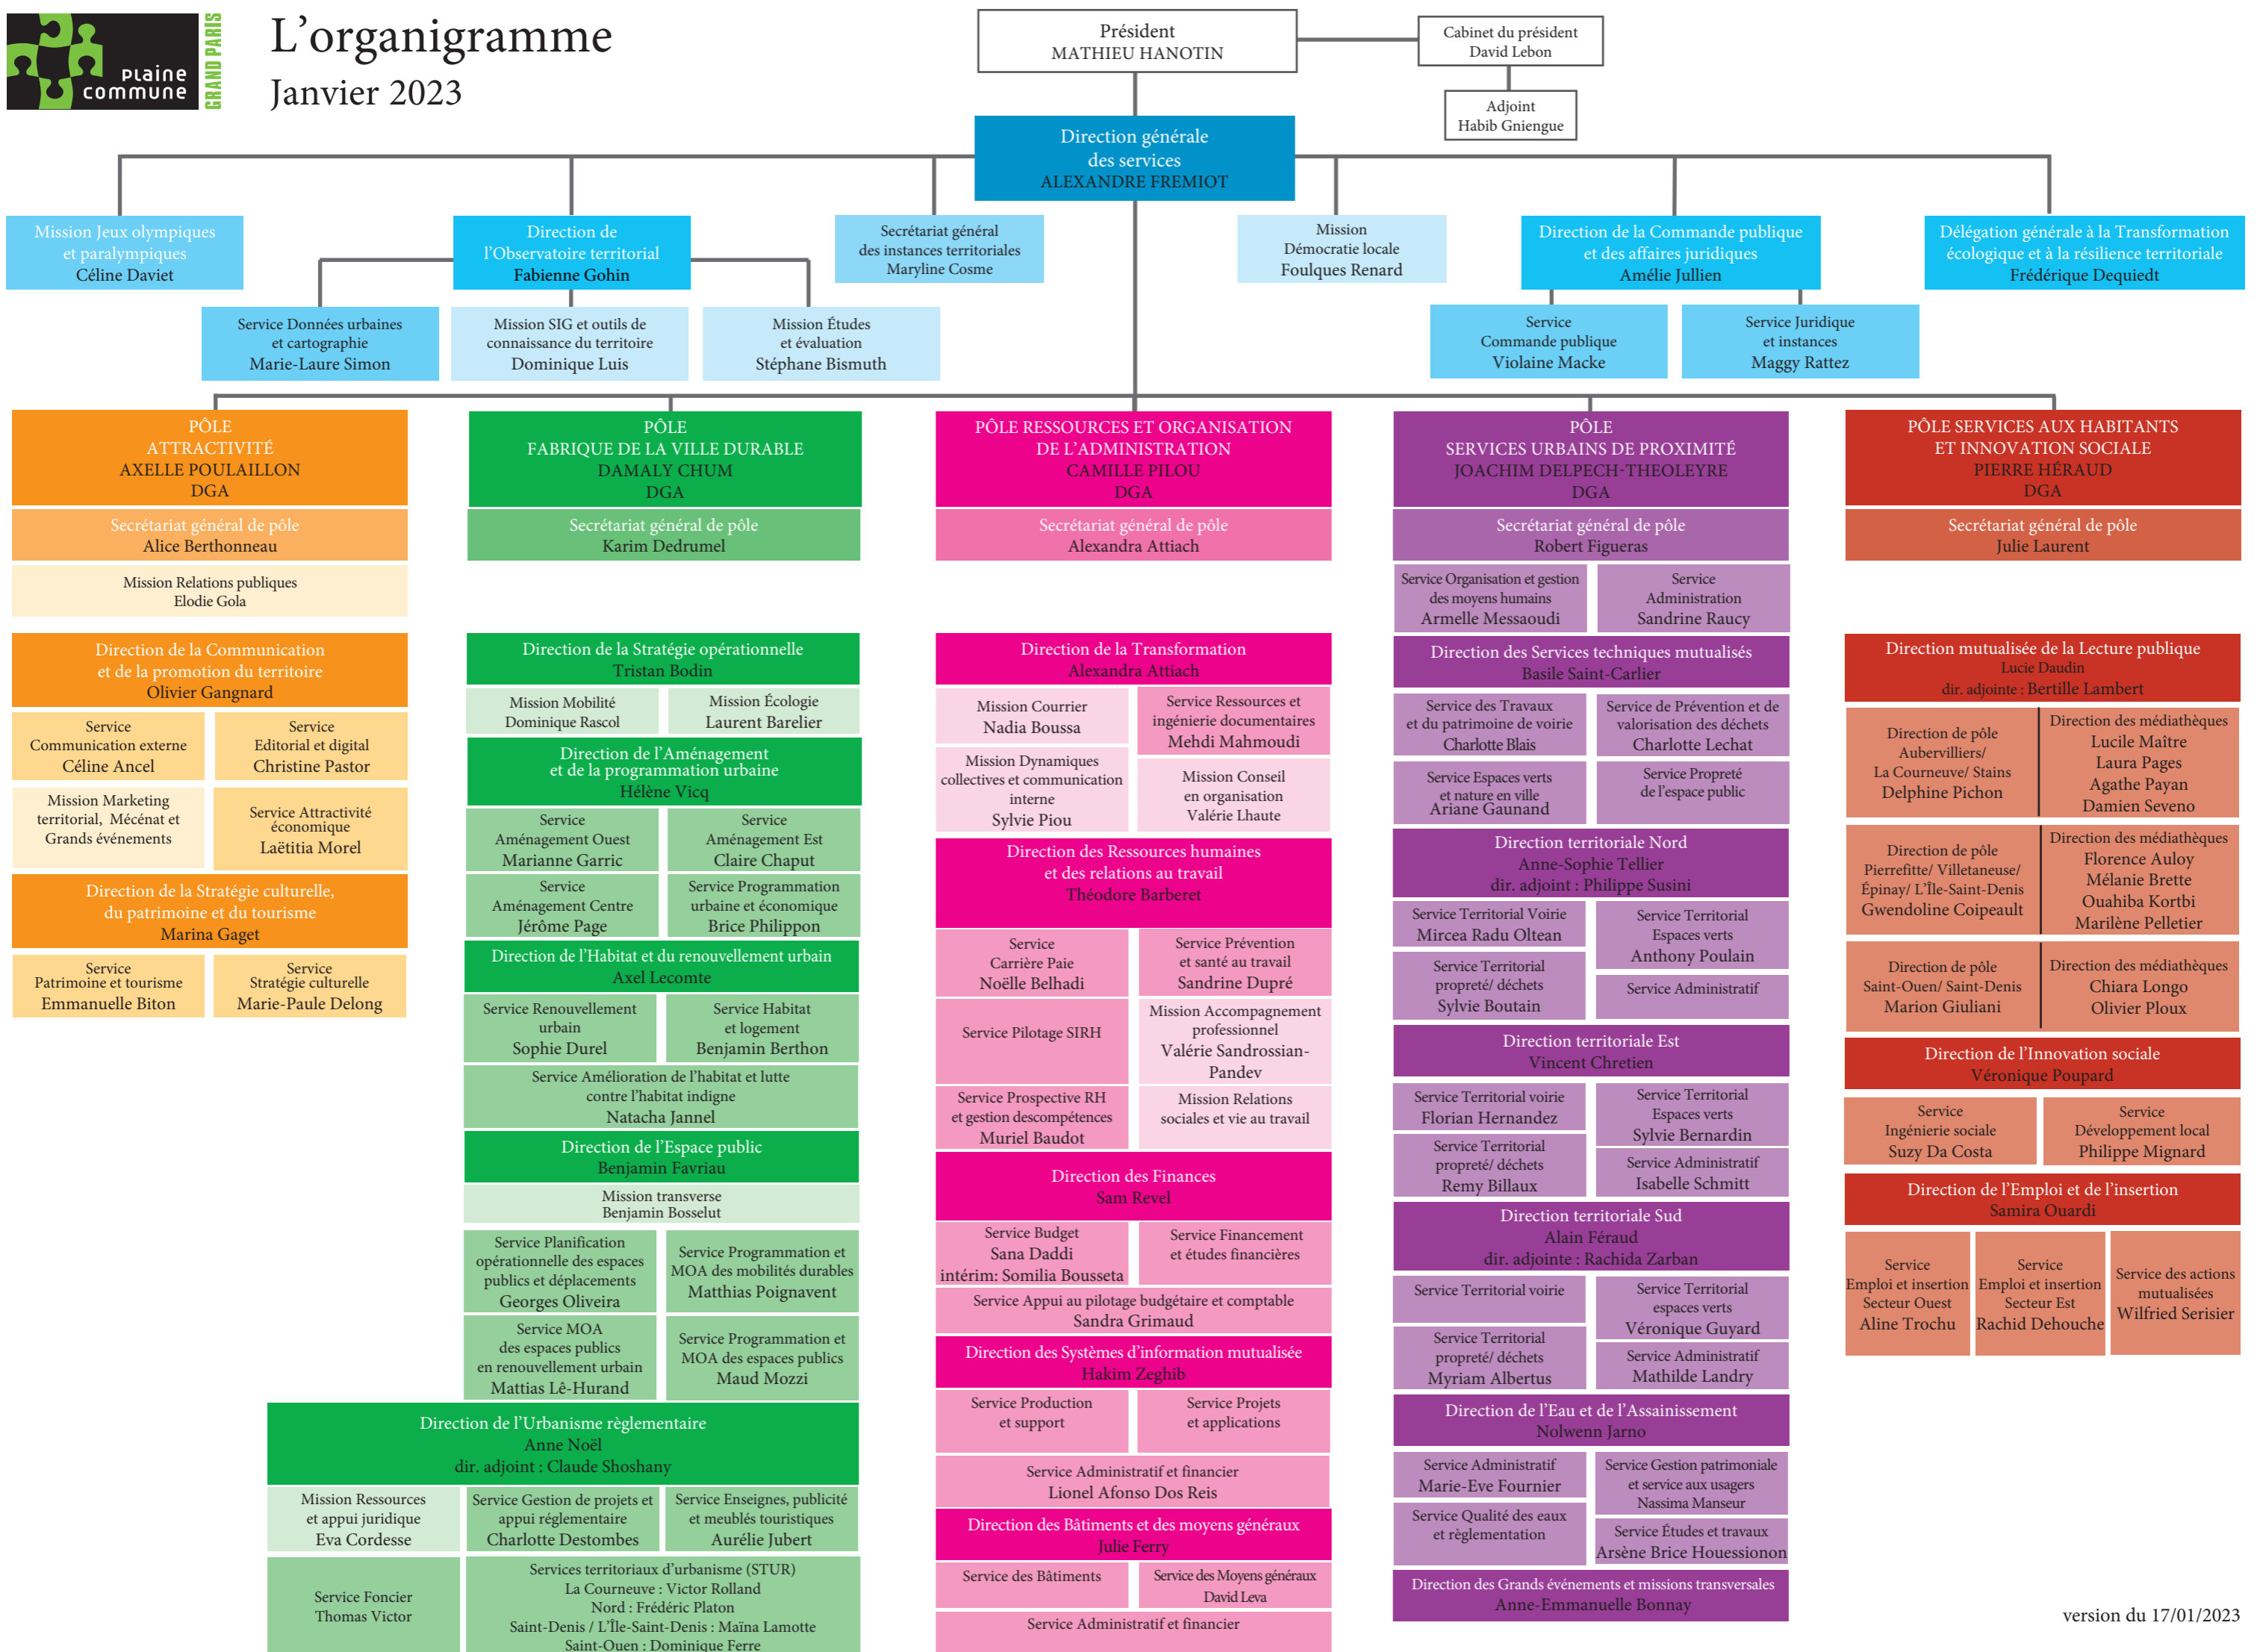 plaine
commune
GRAND PARIS
L'organigramme
Janvier 2023
Président
MATHIEU HANOTIN
Cabinet du président
David Lebon
Adjoint
Habib Gniengue
Direction générale
des services
ALEXANDRE FREMIOT
Mission Jeux olympiques
et paralympiques
Céline Daviet
Direction de
l'Observatoire territorial
Fabienne Gohin
Secrétariat général
des instances territoriales
Maryline Cosme
Mission
Démocratie locale
Foulques Renard
Direction de la Commande publique
et des affaires juridiques
Amélie Jullien
Délégation générale à la Transformation
écologique et à la résilience territoriale
Frédérique Dequiedt
Service Données urbaines
et cartographie
Marie-Laure Simon
Mission SIG et outils de
connaissance du territoire
Dominique Luis
Mission Études
et évaluation
Stéphane Bismuth
Service
Commande publique
Violaine Macke
Service Juridique
et instances
Maggy Rattez
PÔLE
ATTRACTIVITÉ
AXELLE POULAILLON
DGA
Secrétariat général de pôle
Alice Berthonneau
Mission Relations publiques
Elodie Gola
Direction de la Communication
et de la promotion du territoire
Olivier Gangnard
Service
Communication externe
Céline Ancel
Service
Editorial et digital
Christine Pastor
Mission Marketing
territorial, Mécénat et
Grands événements
Service Attractivité
économique
Laëtitia Morel
Direction de la Stratégie culturelle,
du patrimoine et du tourisme
Marina Gaget
Service
Patrimoine et tourisme
Emmanuelle Biton
Service
Stratégie culturelle
Marie-Paule Delong
PÔLE
FABRIQUE DE LA VILLE DURABLE
DAMALY CHUM
DGA
Secrétariat général de pôle
Karim Dedrumel
Direction de la Stratégie opérationnelle
Tristan Bodin
Mission Mobilité
Dominique Rascol
Mission Écologie
Laurent Barelier
Direction de l'Aménagement
et de la programmation urbaine
Hélène Vicq
Service
Aménagement Ouest
Marianne Garric
Service
Aménagement Est
Claire Chaput
Service
Aménagement Centre
Jérôme Page
Service Programmation
urbaine et économique
Brice Philippon
Direction de l'Habitat et du renouvellement urbain
Axel Lecomte
Service Renouvellement
urbain
Sophie Durel
Service Habitat
et logement
Benjamin Berthon
Service Amélioration de l'habitat et lutte
contre l'habitat indigne
Natacha Jannel
Direction de l'Espace public
Benjamin Favriau
Mission transverse
Benjamin Bosselut
Service Planification
opérationnelle des espaces
publics et déplacements
Georges Oliveira
Service Programmation et
MOA des mobilités durables
Matthias Poignavent
Service MOA
des espaces publics
en renouvellement urbain
Mattias Lê-Hurand
Service Programmation et
MOA des espaces publics
Maud Mozzi
Direction de l'Urbanisme règlementaire
Anne Noël
dir. adjoint : Claude Shoshany
Mission Ressources
et appui juridique
Eva Cordesse
Service Gestion de projets et
appui réglementaire
Charlotte Destombes
Service Enseignes, publicité
et meublés touristiques
Aurélie Jubert
Service Foncier
Thomas Victor
Services territoriaux d'urbanisme (STUR)
La Courneuve : Victor Rolland
Nord : Frédéric Platon
Saint-Denis / L'Île-Saint-Denis : Maïna Lamotte
Saint-Ouen : Dominique Ferre
PÔLE RESSOURCES ET ORGANISATION
DE L'ADMINISTRATION
CAMILLE PILOU
DGA
Secrétariat général de pôle
Alexandra Attiach
Direction de la Transformation
Alexandra Attiach
Mission Courrier
Nadia Boussa
Service Ressources et
ingénierie documentaires
Mehdi Mahmoudi
Mission Dynamiques
collectives et communication
interne
Sylvie Piou
Mission Conseil
en organisation
Valérie Lhaute
Direction des Ressources humaines
et des relations au travail
Théodore Barberet
Service
Carrière Paie
Noëlle Belhadi
Service Prévention
et santé au travail
Sandrine Dupré
Service Pilotage SIRH
Mission Accompagnement
professionnel
Valérie Sandrossian-
Pandev
Service Prospective RH
et gestion descompétences
Muriel Baudot
Mission Relations
sociales et vie au travail
Direction des Finances
Sam Revel
Service Budget
Sana Daddi
intérim: Somilia Bousseta
Service Financement
et études financières
Service Appui au pilotage budgétaire et comptable
Sandra Grimaud
Direction des Systèmes d'information mutualisée
Hakim Zeghib
Service Production
et support
Service Projets
et applications
Service Administratif et financier
Lionel Afonso Dos Reis
Direction des Bâtiments et des moyens généraux
Julie Ferry
Service des Bâtiments
Service des Moyens généraux
David Leva
Service Administratif et financier
PÔLE
SERVICES URBAINS DE PROXIMITÉ
JOACHIM DELPECH-THEOLEYRE
DGA
Secrétariat général de pôle
Robert Figueras
Service Organisation et gestion
des moyens humains
Armelle Messaoudi
Service
Administration
Sandrine Raucy
Direction des Services techniques mutualisés
Basile Saint-Carlier
Service des Travaux
et du patrimoine de voirie
Charlotte Blais
Service de Prévention et de
valorisation des déchets
Charlotte Lechat
Service Espaces verts
et nature en ville
Ariane Gaunand
Service Propreté
de l'espace public
Direction territoriale Nord
Anne-Sophie Tellier
dir. adjoint : Philippe Susini
Service Territorial Voirie
Mircea Radu Oltean
Service Territorial
Espaces verts
Anthony Poulain
Service Territorial
propreté/ déchets
Sylvie Boutain
Service Administratif
Direction territoriale Est
Vincent Chretien
Service Territorial voirie
Florian Hernandez
Service Territorial
Espaces verts
Sylvie Bernardin
Service Territorial
propreté/ déchets
Remy Billaux
Service Administratif
Isabelle Schmitt
Direction territoriale Sud
Alain Féraud
dir. adjointe : Rachida Zarban
Service Territorial voirie
Service Territorial
espaces verts
Véronique Guyard
Service Territorial
propreté/ déchets
Myriam Albertus
Service Administratif
Mathilde Landry
Direction de l'Eau et de l'Assainissement
Nolwenn Jarno
Service Administratif
Marie-Eve Fournier
Service Gestion patrimoniale
et service aux usagers
Nassima Manseur
Service Qualité des eaux
et règlementation
Service Études et travaux
Arsène Brice Houessionon
Direction des Grands événements et missions transversales
Anne-Emmanuelle Bonnay
PÔLE SERVICES AUX HABITANTS
ET INNOVATION SOCIALE
PIERRE HÉRAUD
DGA
Secrétariat général de pôle
Julie Laurent
Direction mutualisée de la Lecture publique
Lucie Daudin
dir. adjointe : Bertille Lambert
Direction de pôle
Aubervilliers/
La Courneuve/ Stains
Delphine Pichon
Direction des médiathèques
Lucile Maître
Laura Pages
Agathe Payan
Damien Seveno
Direction de pôle
Pierrefitte/ Villetaneuse/
Épinay/ L'Île-Saint-Denis
Gwendoline Coipeault
Direction des médiathèques
Florence Auloy
Mélanie Brette
Ouahiba Kortbi
Marilène Pelletier
Direction de pôle
Saint-Ouen/ Saint-Denis
Marion Giuliani
Direction des médiathèques
Chiara Longo
Olivier Ploux
Direction de l'Innovation sociale
Véronique Poupard
Service
Ingénierie sociale
Suzy Da Costa
Service
Développement local
Philippe Mignard
Direction de l'Emploi et de l'insertion
Samira Ouardi
Service
Emploi et insertion
Secteur Ouest
Aline Trochu
Service
Emploi et insertion
Secteur Est
Rachid Dehouche
Service des actions
mutualisées
Wilfried Serisier
version du 17/01/2023